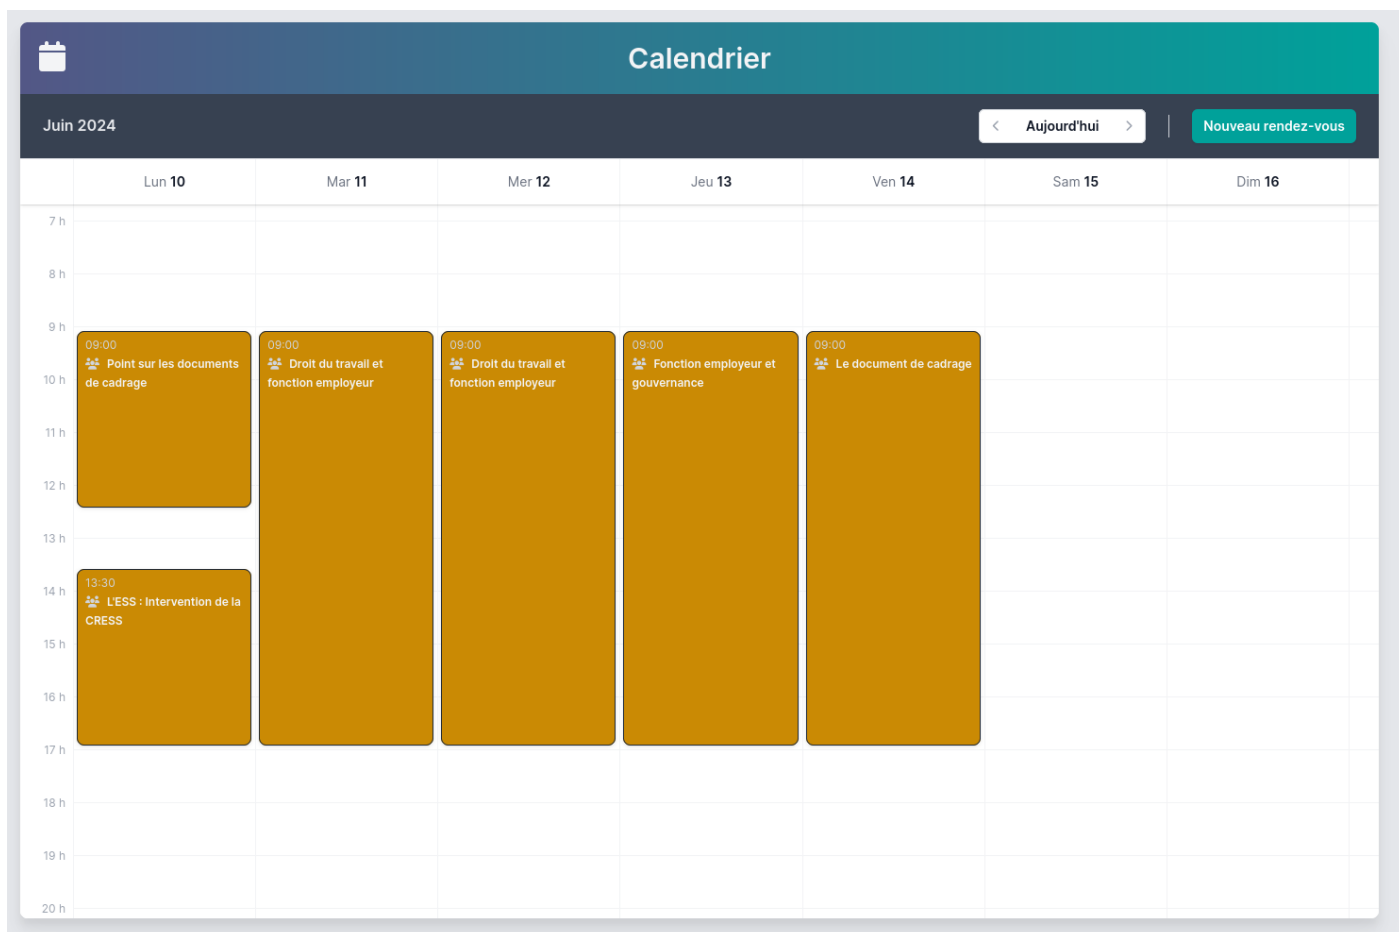 Calendrier
Juin 2024
Aujourd'hui
Nouveau rendez-vous
Lun 10
Mar 11
Mer 12
Jeu 13
Ven 14
Sam 15
Dim 16
7 h
8 h
9 h
10 h
11 h
12 h
13 h
14 h
15 h
16 h
17 h
18 h
19 h
20 h
09:00
Point sur les documents
de cadrage
13:30
L'ESS : Intervention de la
CRESS
09:00
Droit du travail et
fonction employeur
09:00
Droit du travail et
fonction employeur
09:00
Fonction employeur et
gouvernance
09:00
Le document de cadrage